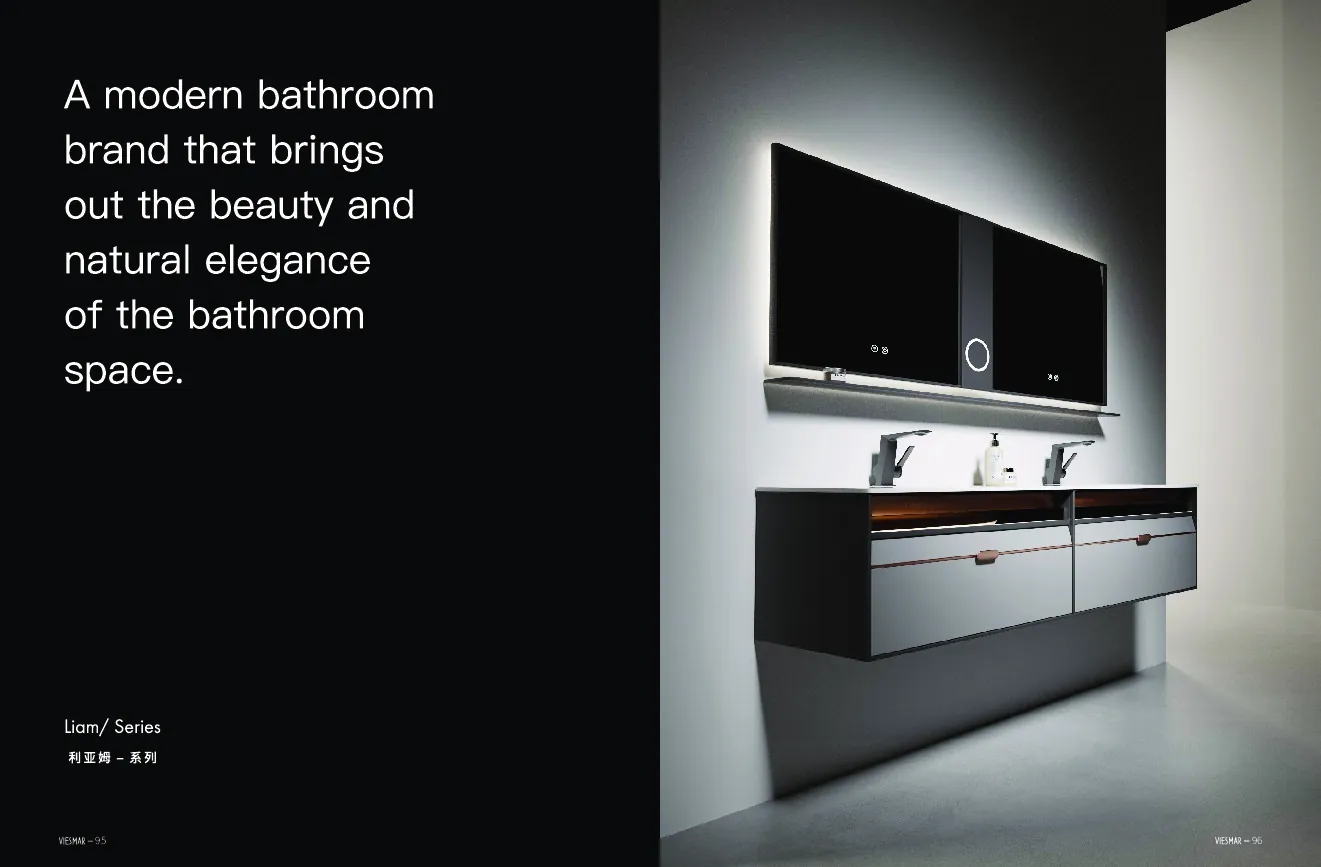 A modern bathroom
brand that brings
out the beauty and
natural elegance
of the bathroom
space.
Liam/ Series
利亚姆 – 系列
VIESMAR – 95
VIESMAR – 96